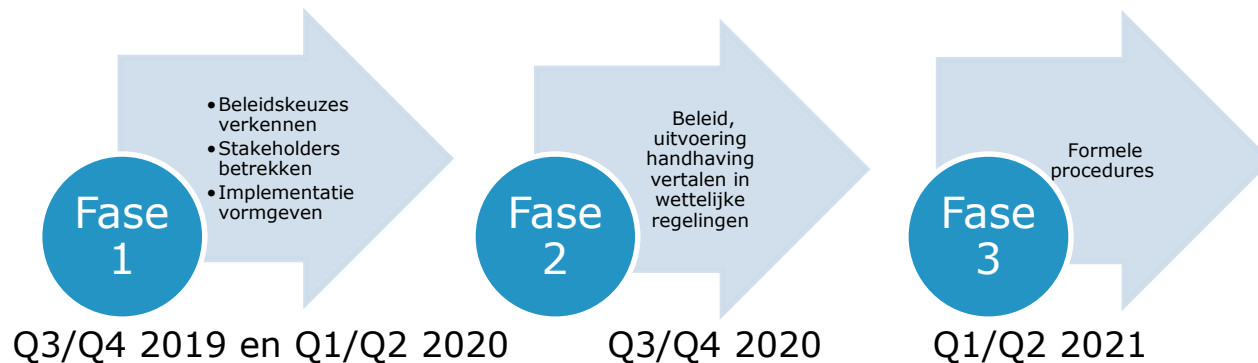 •Beleidskeuzes
verkennen
•Stakeholders
betrekken
•Implementatie
vormgeven
Fase
1
Beleid,
uitvoering
handhaving
vertalen in
wettelijke
regelingen
Fase
2
Formele
procedures
Fase
3
Q3/Q4 2019 en Q1/Q2 2020
Q3/Q4 2020
Q1/Q2 2021